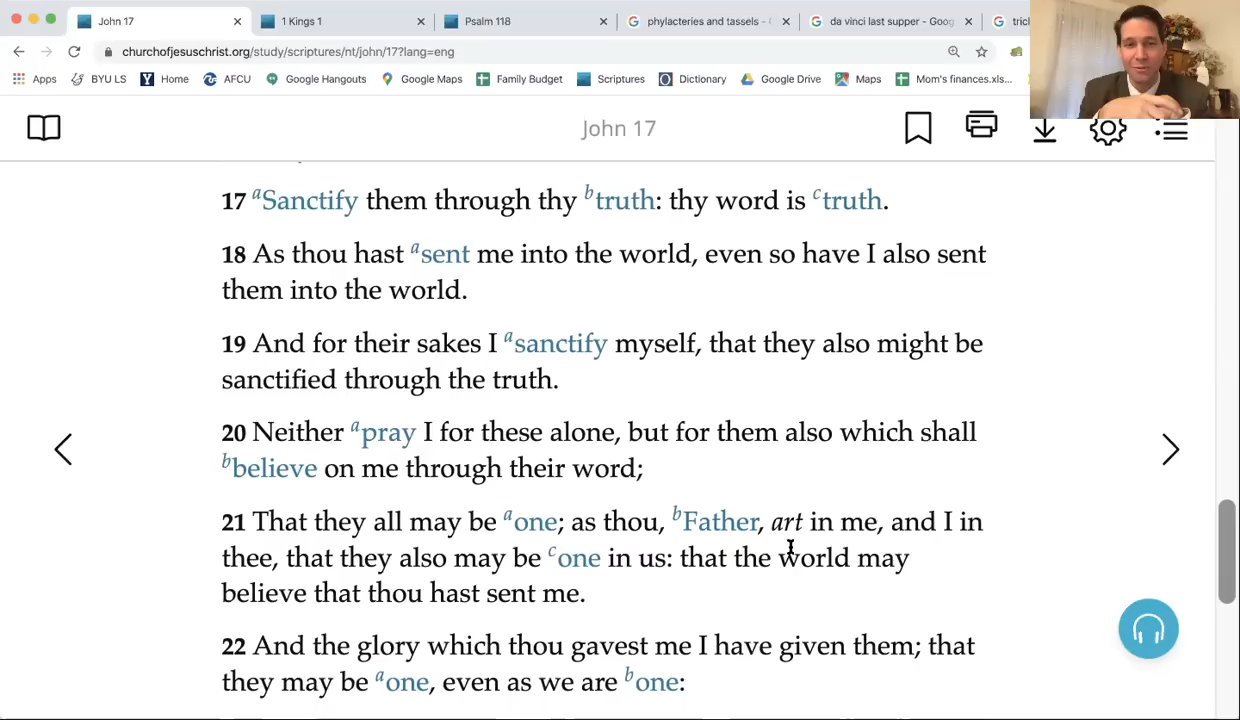 John 17
1 Kings 1
Psalm 118
phylacteries and tassels - 
da vinci last supper - Goog
tricl
churchofjesuschrist.org/study/scriptures/nt/john/17?lang=eng
Apps
BYU LS
Home
AFCU
Google Hangouts
Google Maps
Family Budget
Scriptures
Dictionary
Google Drive
Maps
Mom's finances.xls...
John 17
17 aSanctify them through thy btruth: thy word is ctruth.
18 As thou hast asent me into the world, even so have I also sent
them into the world.
19 And for their sakes I asanctify myself, that they also might be
sanctified through the truth.
20 Neither apray I for these alone, but for them also which shall
bbelieve on me through their word;
21 That they all may be aone; as thou, bFather, art in me, and I in
thee, that they also may be cone in us: that the world may
believe that thou hast sent me.
22 And the glory which thou gavest me I have given them; that
they may be aone, even as we are bone: